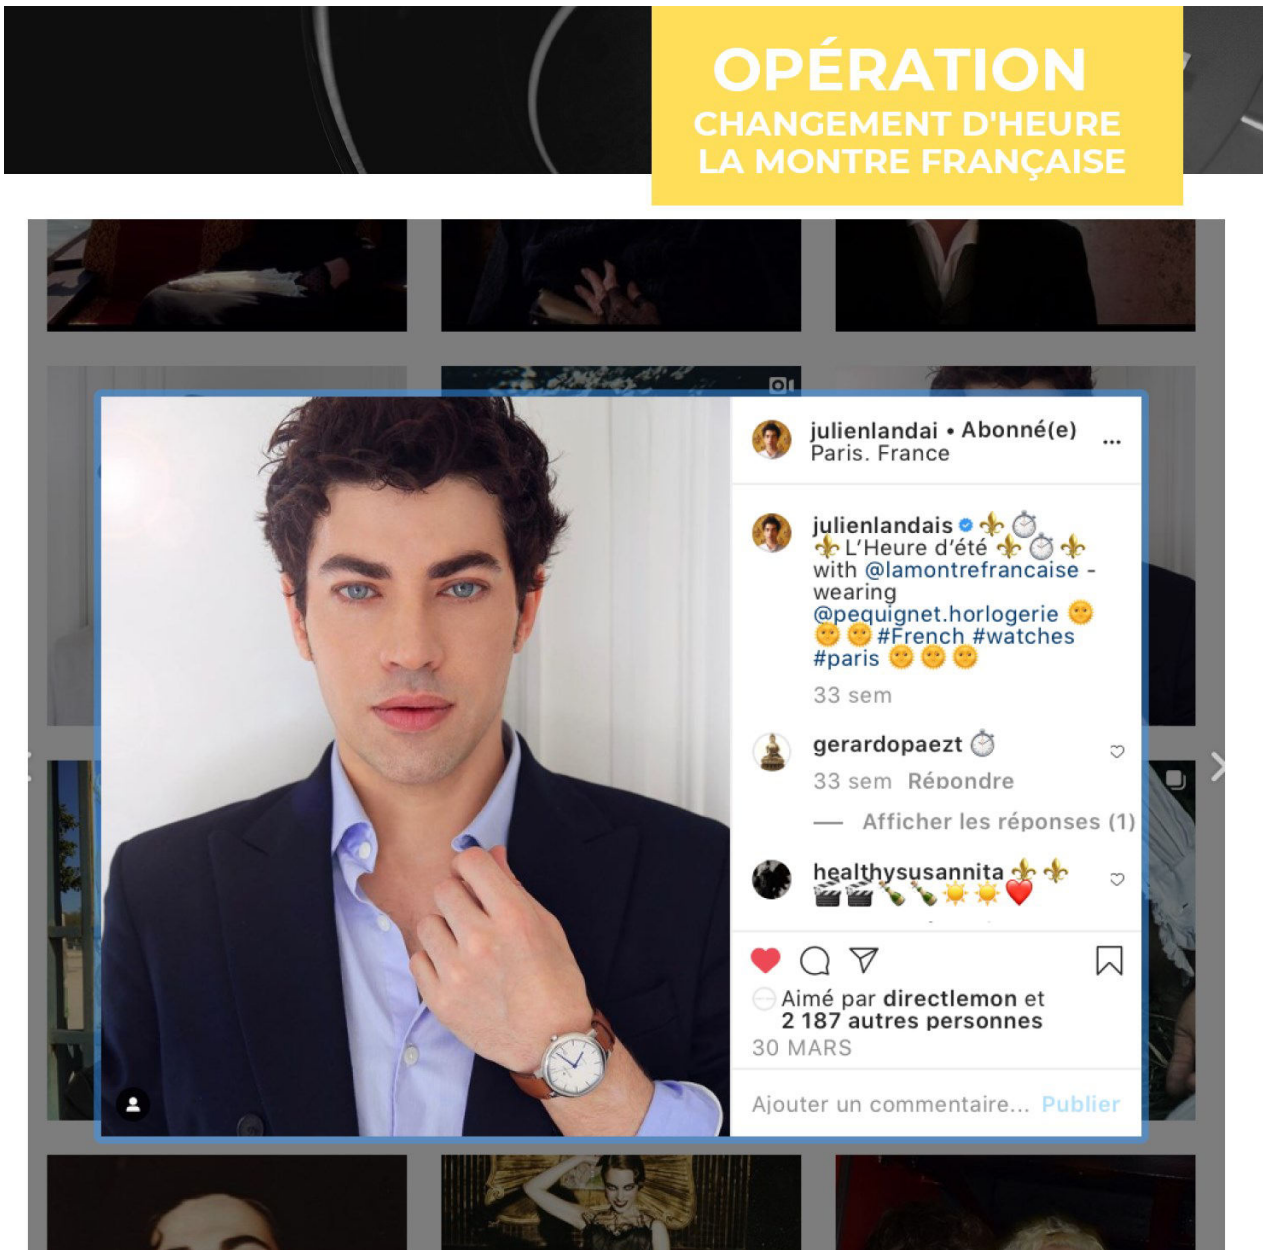 OPÉRATION
CHANGEMENT D'HEURE
LA MONTRE FRANÇAISE
julienlandai • Abonné(e)
Paris. France
...
julienlandais ⚜️ ⏱
⚜️ L'Heure d'été ⚜️ ⏱ ⚜️
with @lamontrefrancaise -
wearing
@pequignet.horlogerie 🌞
🌞 🌞 #French #watches
#paris 🌞 🌞 🌞
33 sem
gerardopaezt ⏱
33 sem Répondre
— Afficher les réponses (1)
healthysusannita ⚜️ ⚜️
🎬 🎬 🍾 🍾 ☀️ ☀️ ❤️
Aimé par directlemon et
2 187 autres personnes
30 MARS
Ajouter un commentaire... Publier